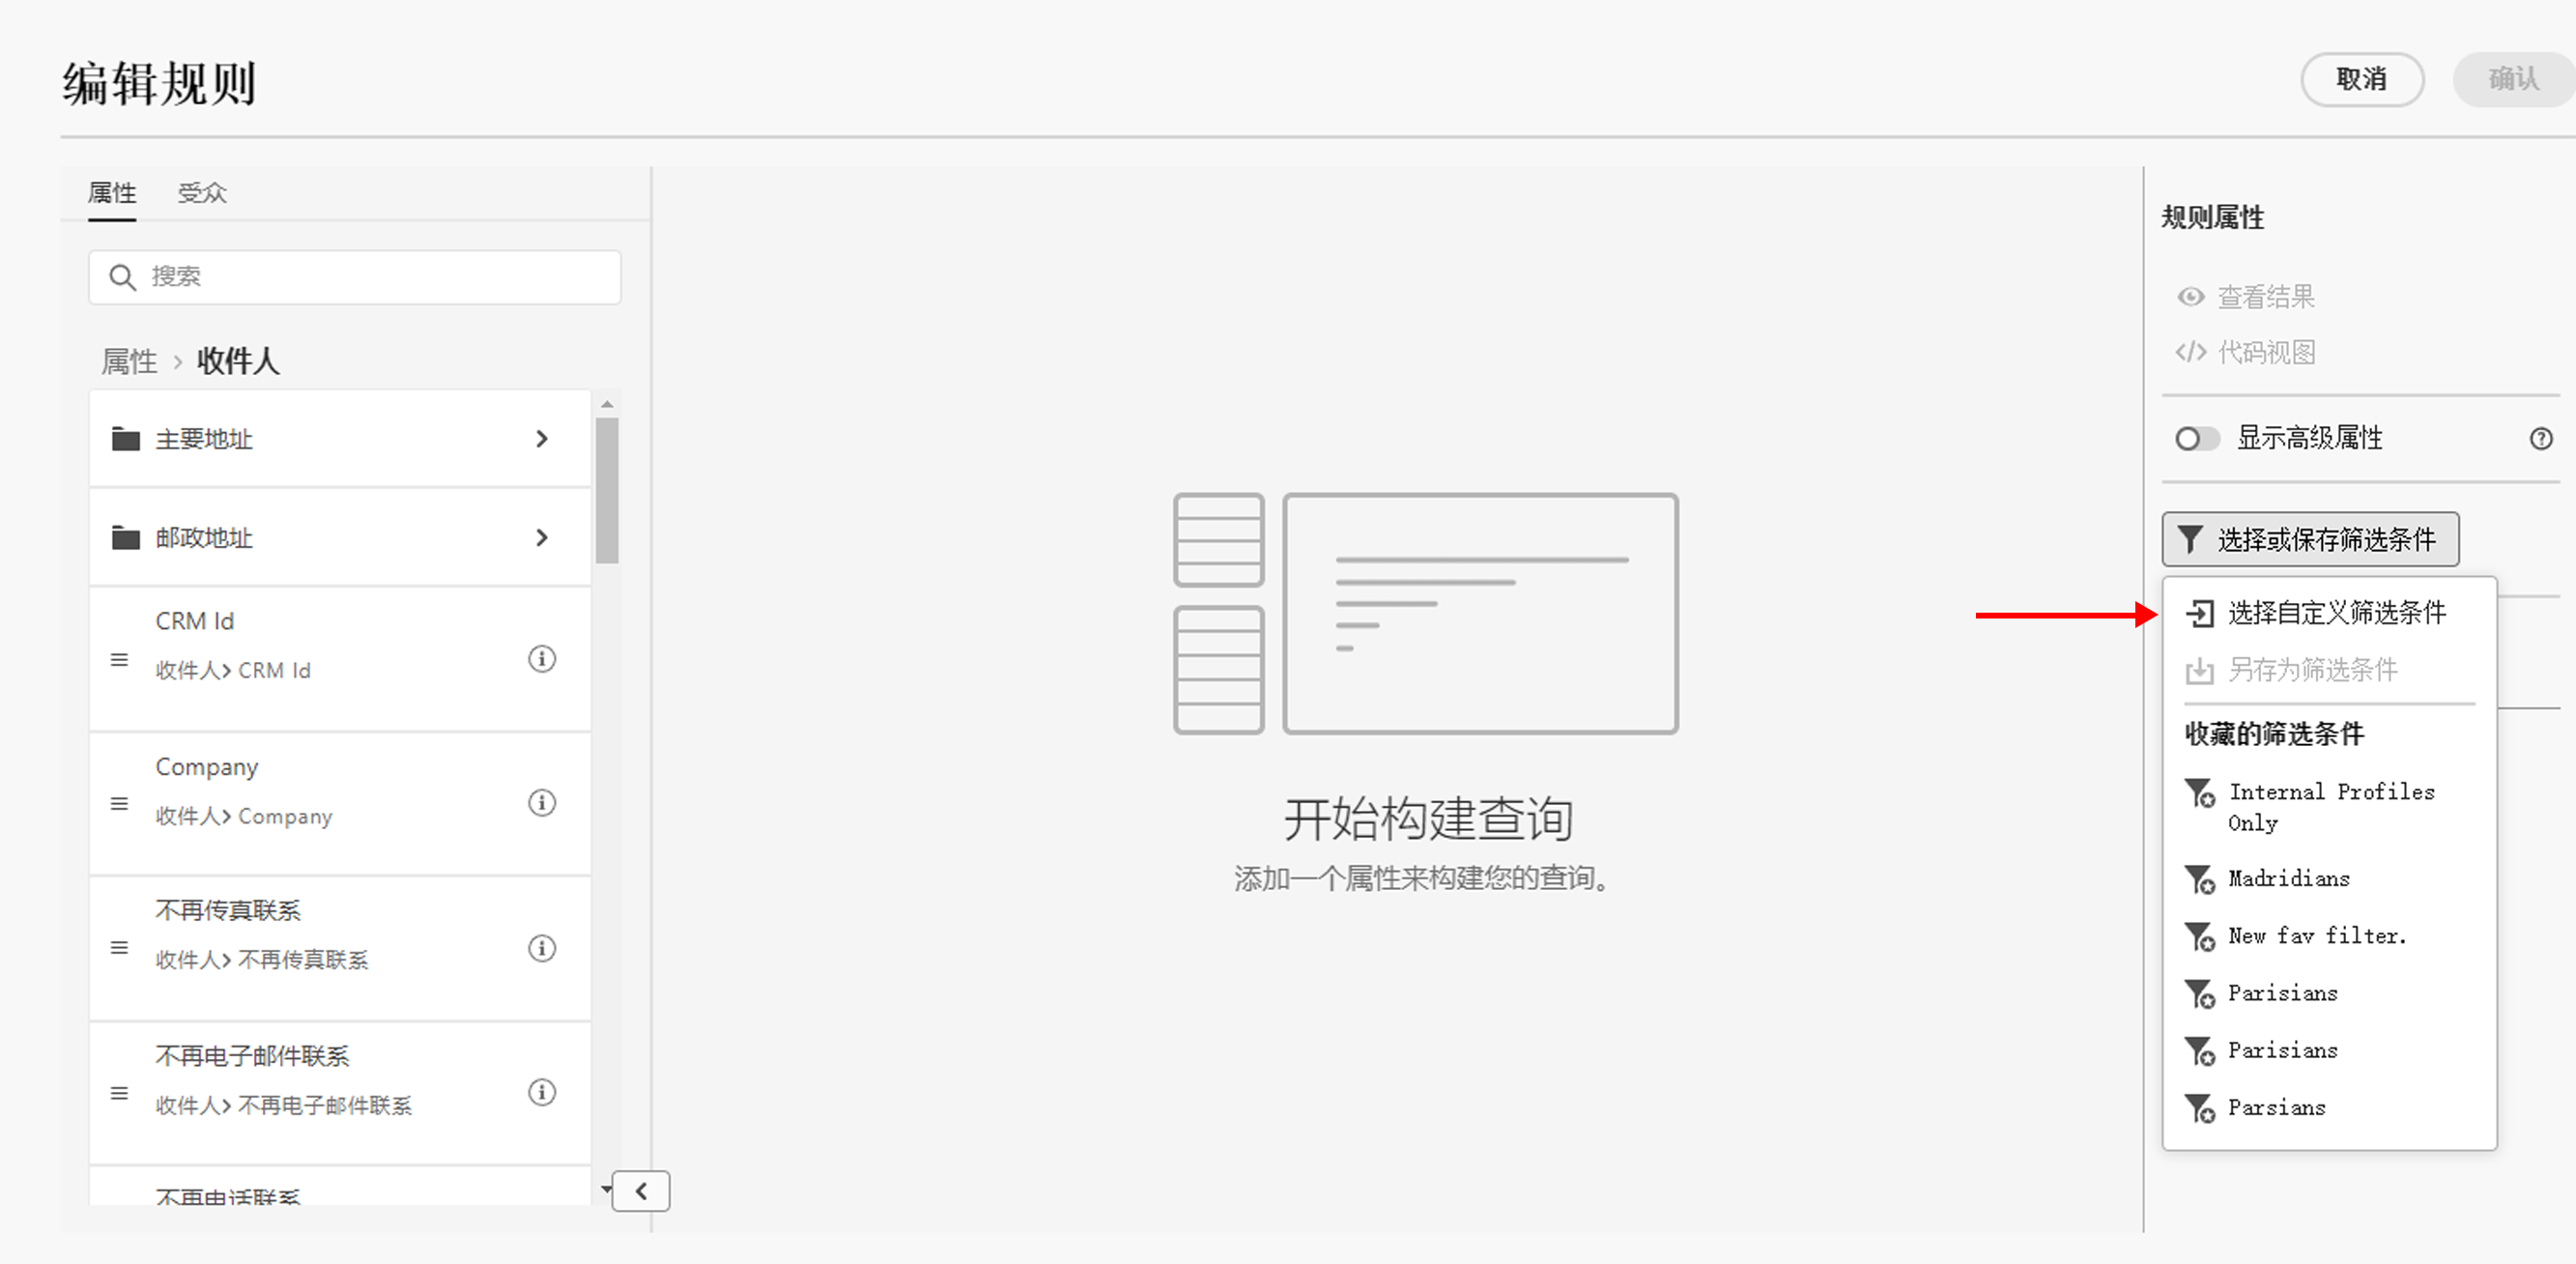 编辑规则
取消
确认
属性
受众
搜索
属性 › 收件人
主要地址
邮政地址
CRM Id
收件人> CRM Id
Company
收件人> Company
不再传真联系
收件人> 不再传真联系
不再电子邮件联系
收件人> 不再电子邮件联系
不再电话联系
开始构建查询
添加一个属性来构建您的查询。
规则属性
查看结果
</> 代码视图
显示高级属性
选择或保存筛选条件
选择自定义筛选条件
另存为筛选条件
收藏的筛选条件
Internal Profiles
Only
Madridians
New fav filter.
Parisians
Parisians
Parsians